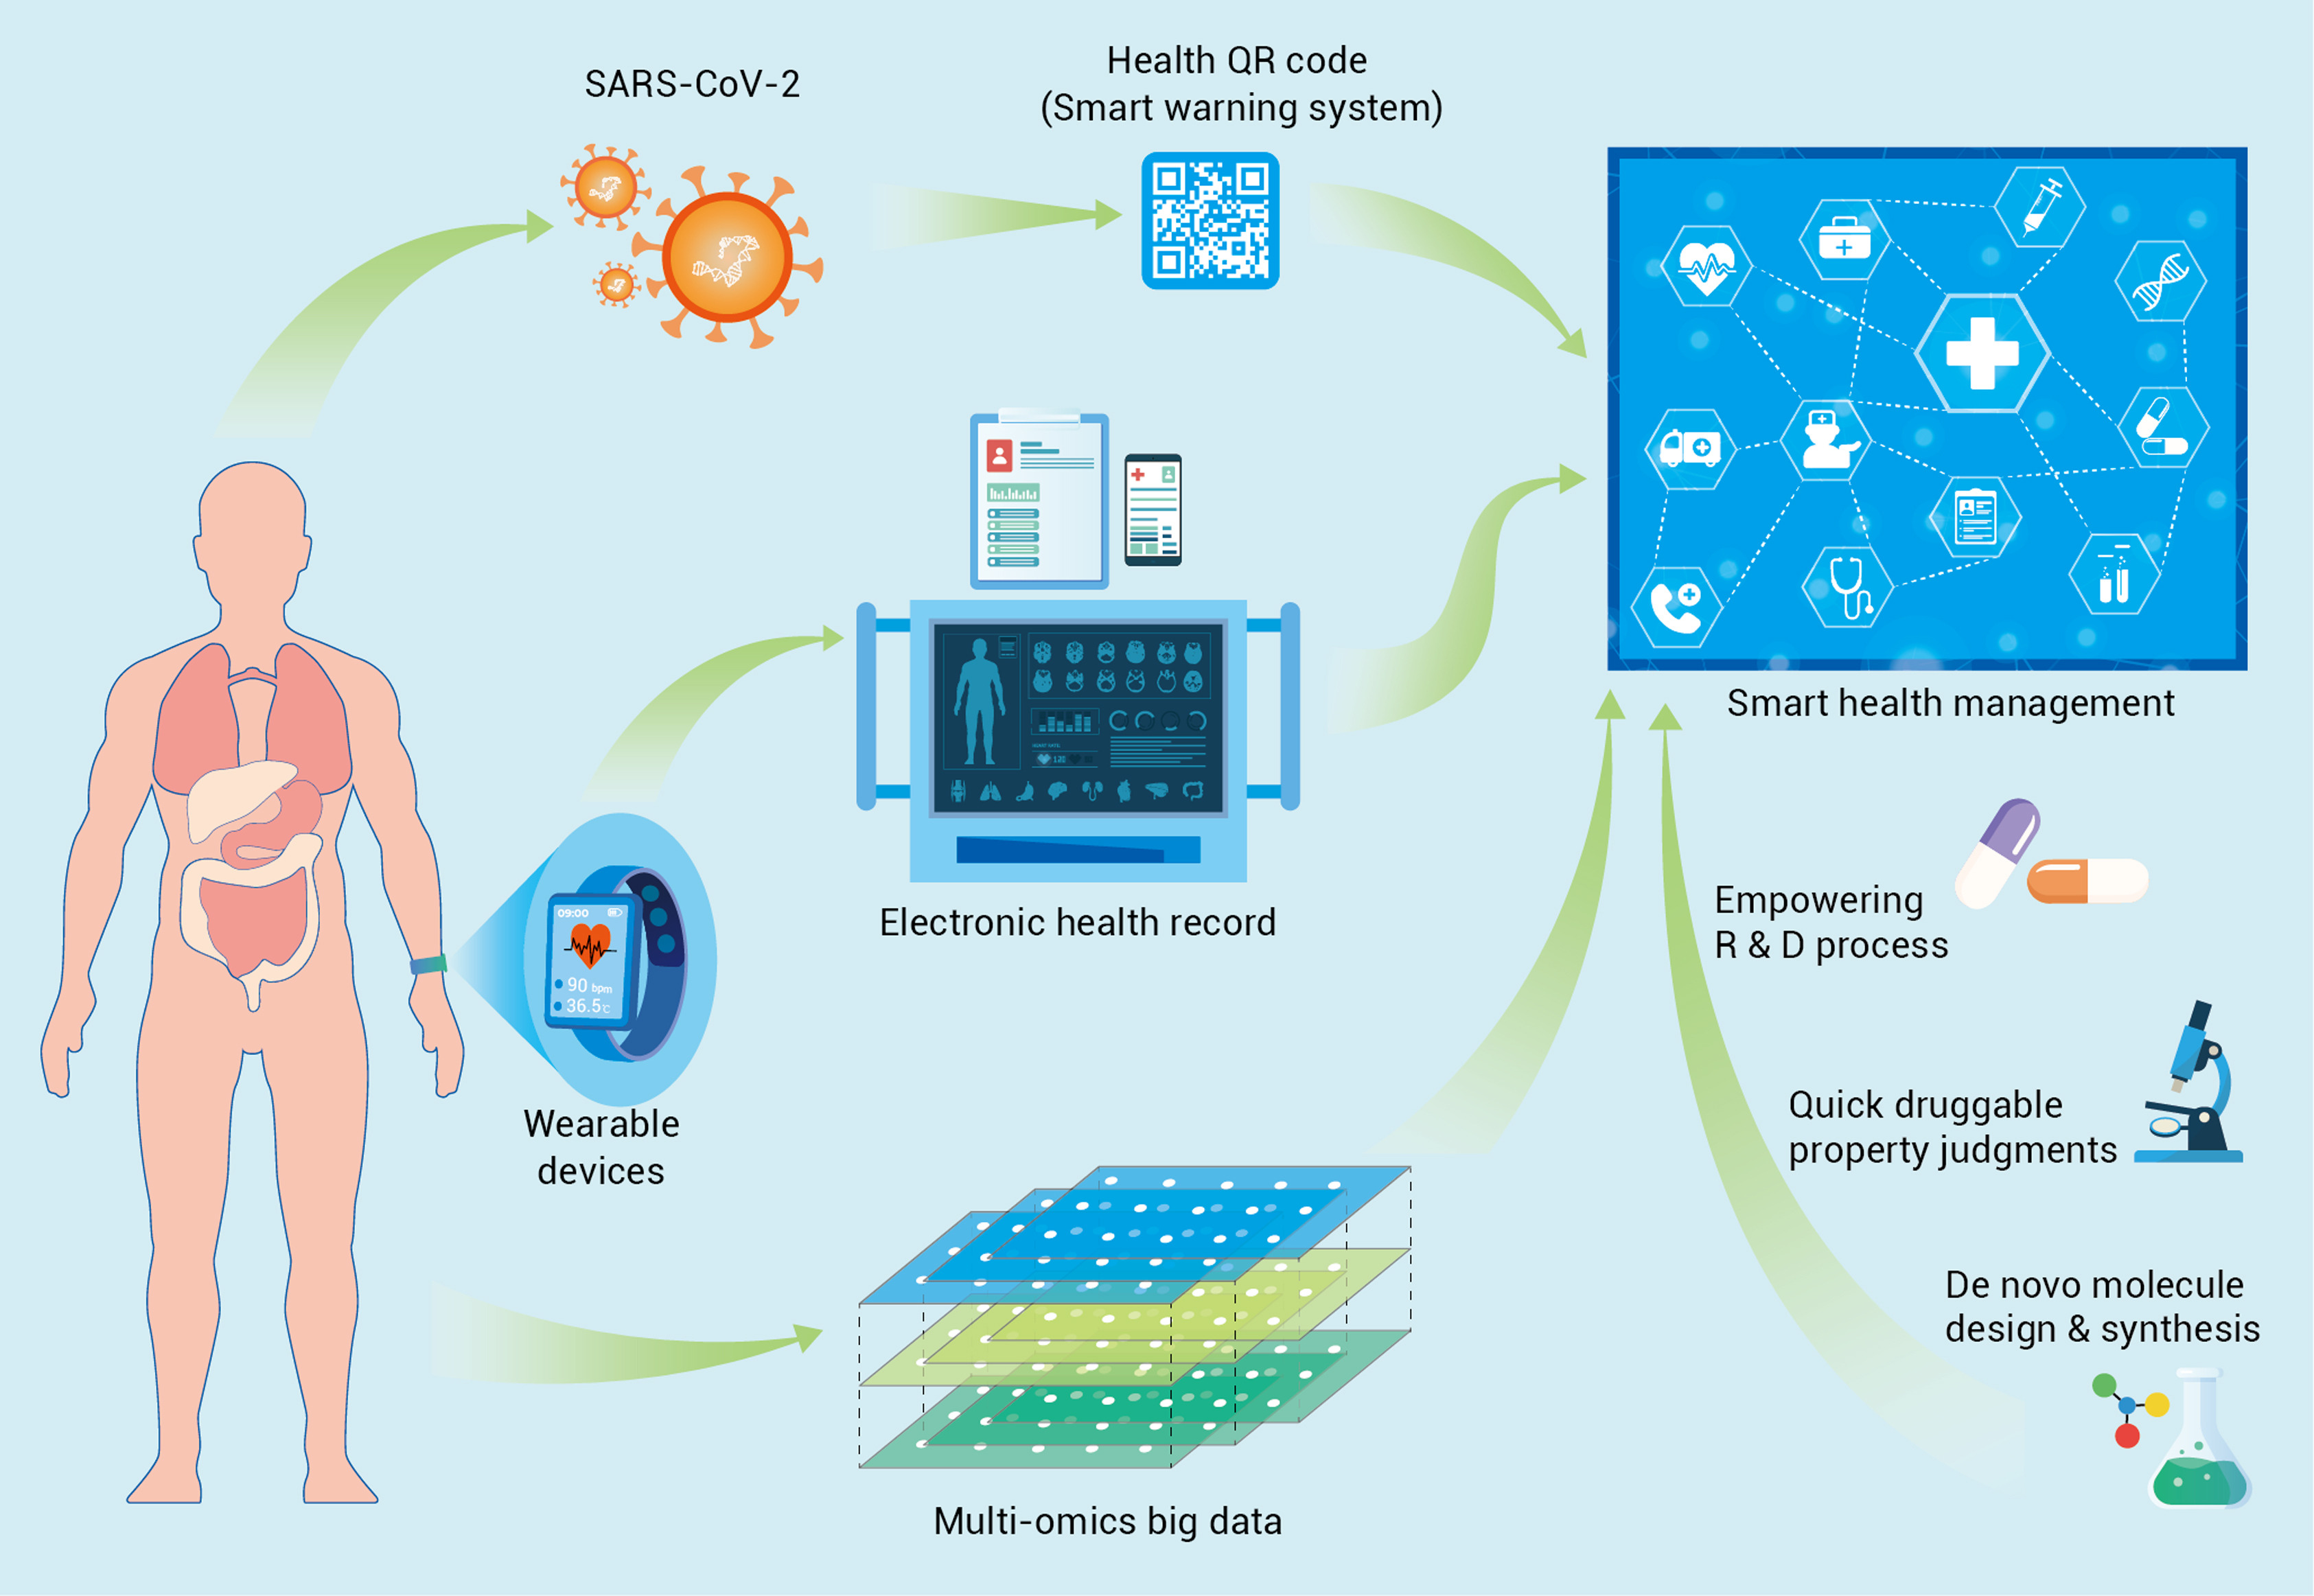 SARS-CoV-2
Health QR code
(Smart warning system)
Smart health management
Electronic health record
09:00
90 bpm
36.5℃
Wearable
devices
Empowering
R & D process
Quick druggable
property judgments
De novo molecule
design & synthesis
Multi-omics big data